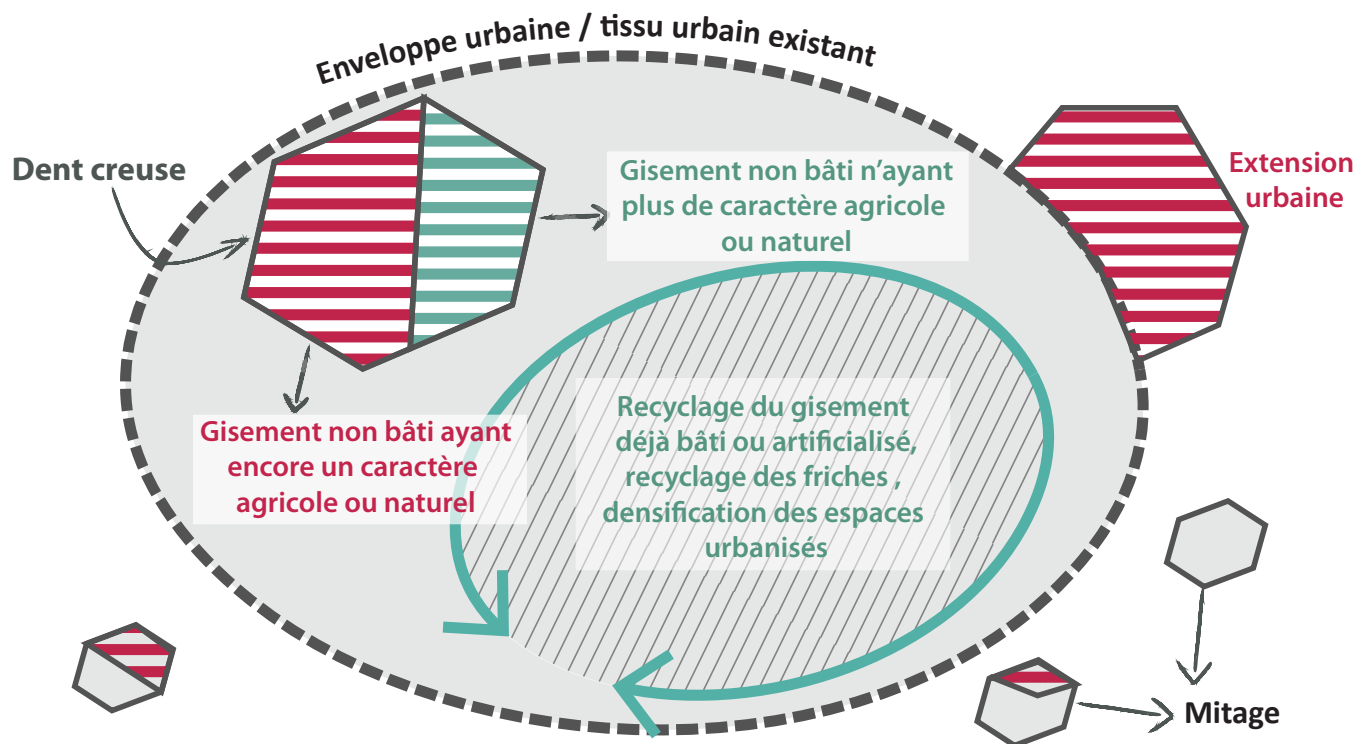 Enveloppe urbaine / tissu urbain existant
Dent creuse
Gisement non bâti n'ayant
plus de caractère agricole
ou naturel
Extension
urbaine
Gisement non bâti ayant
encore un caractère
agricole ou naturel
Recyclage du gisement
déjà bâti ou artificialisé,
recyclage des friches ,
densification des espaces
urbanisés
Mitage